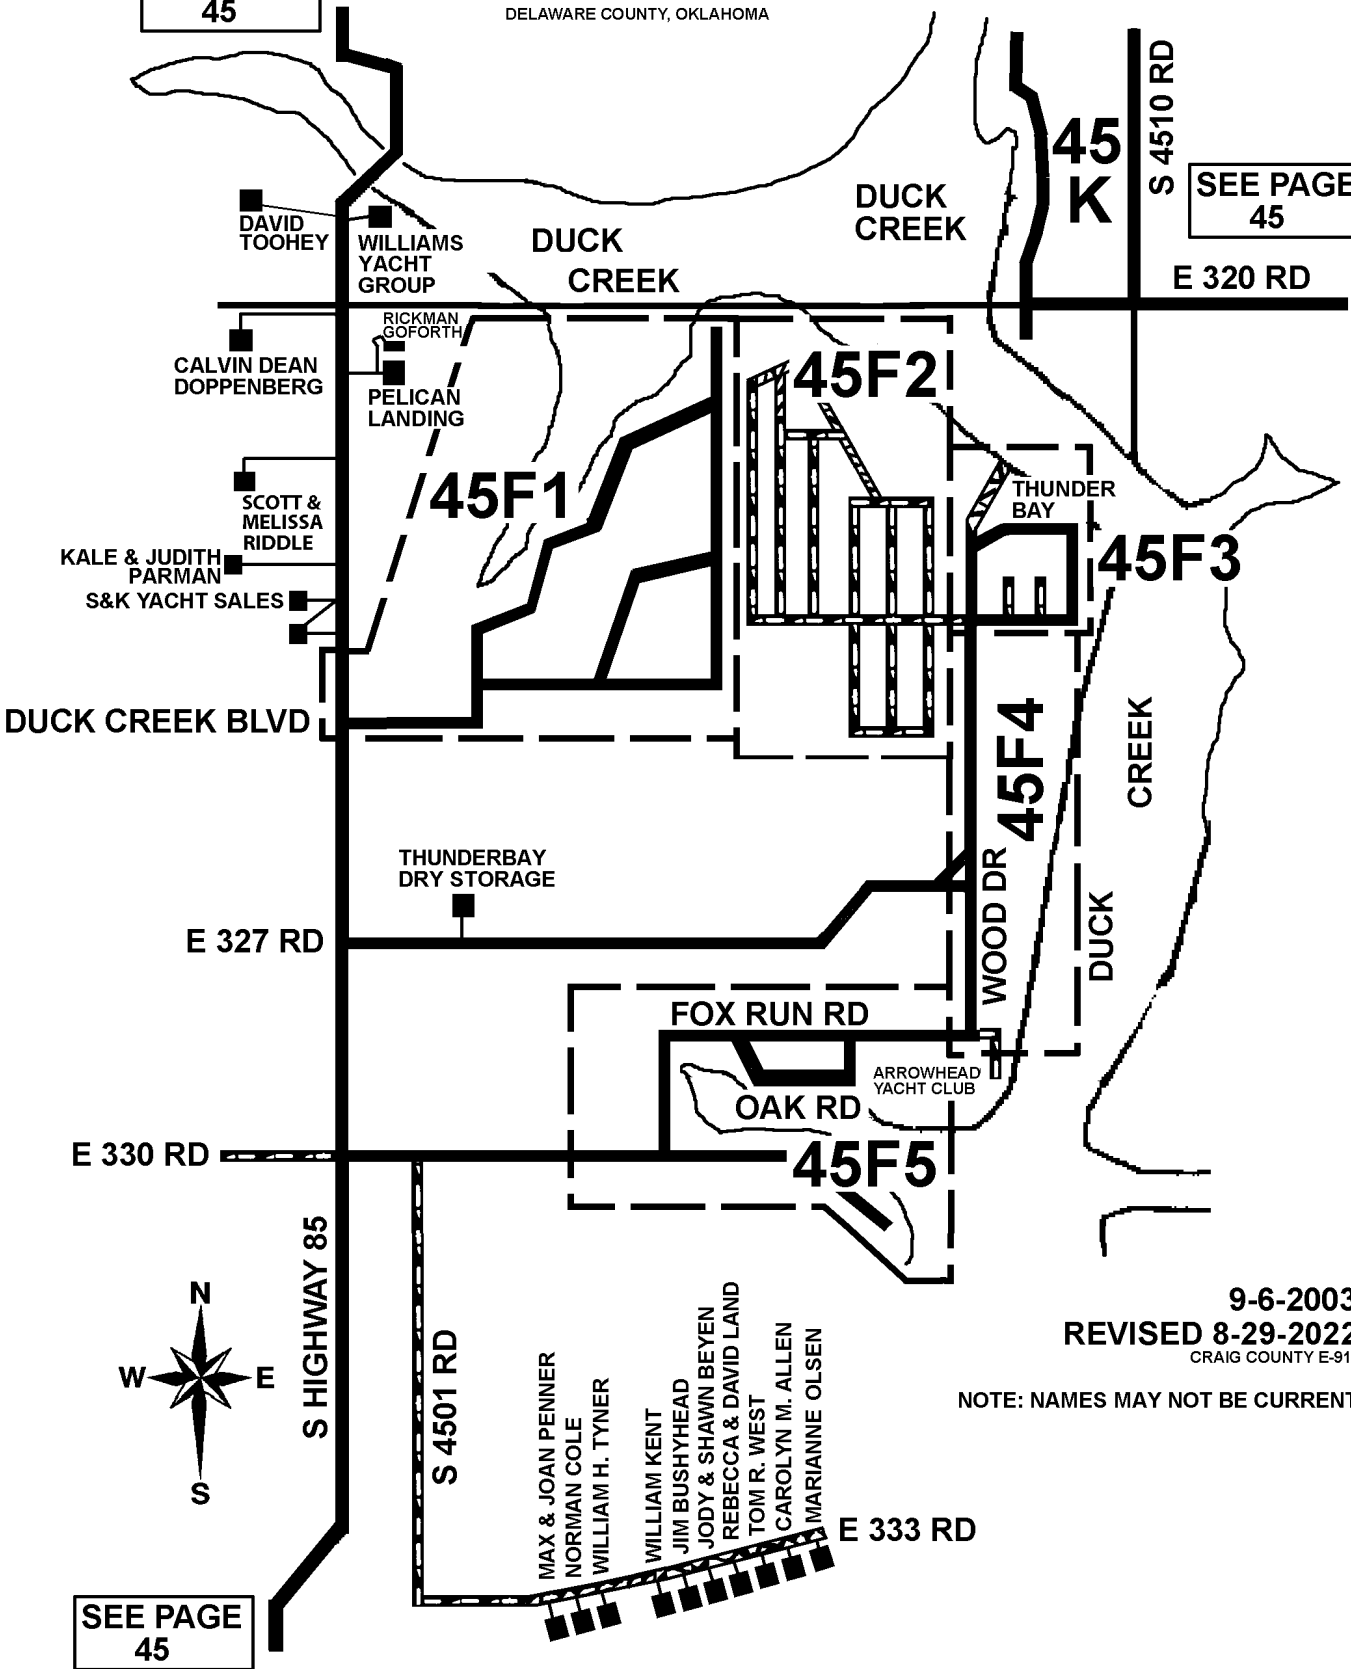 45
DELAWARE COUNTY, OKLAHOMA
S 4510 RD
45
K
SEE PAGE
45
DUCK
CREEK
DAVID
TOOHEY
WILLIAMS
YACHT
GROUP
DUCK
CREEK
E 320 RD
RICKMAN
GOFORTH
CALVIN DEAN
DOPPENBERG
PELICAN
LANDING
45F2
45F1
SCOTT &
MELISSA
RIDDLE
THUNDER
BAY
45F3
KALE & JUDITH
PARMAN
S&K YACHT SALES
DUCK CREEK BLVD
45F4
CREEK
THUNDERBAY
DRY STORAGE
WOOD DR
DUCK
E 327 RD
FOX RUN RD
ARROWHEAD
YACHT CLUB
OAK RD
E 330 RD
45F5
S HIGHWAY 85
N
W
E
S
S 4501 RD
MAX & JOAN PENNER
NORMAN COLE
WILLIAM H. TYNER
WILLIAM KENT
JIM BUSHYHEAD
JODY & SHAWN BEYEN
REBECCA & DAVID LAND
TOM R. WEST
CAROLYN M. ALLEN
MARIANNE OLSEN
E 333 RD
9-6-2003
REVISED 8-29-2022
CRAIG COUNTY E-91
NOTE: NAMES MAY NOT BE CURRENT
SEE PAGE
45